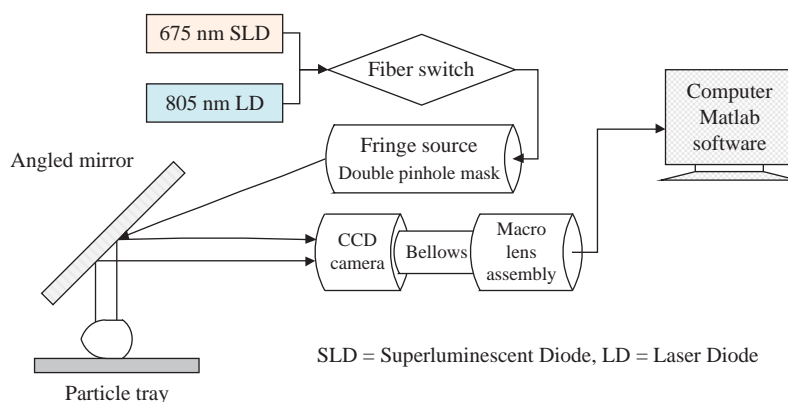 675 nm SLD
805 nm LD
Fiber switch
Computer
Matlab
software
Fringe source
Double pinhole mask
Angled mirror
CCD
camera
Bellows
Macro
lens
assembly
SLD = Superluminescent Diode, LD = Laser Diode
Particle tray